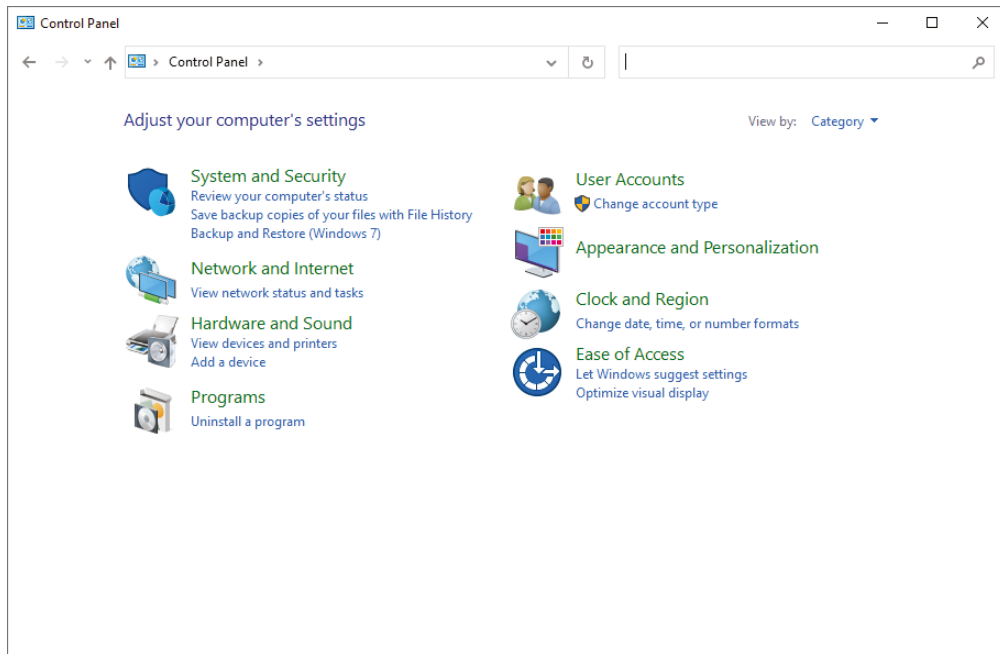 Control Panel
Control Panel
Adjust your computer's settings
View by: Category
System and Security
Review your computer's status
Save backup copies of your files with File History
Backup and Restore (Windows 7)
Network and Internet
View network status and tasks
Hardware and Sound
View devices and printers
Add a device
Programs
Uninstall a program
User Accounts
Change account type
Appearance and Personalization
Clock and Region
Change date, time, or number formats
Ease of Access
Let Windows suggest settings
Optimize visual display